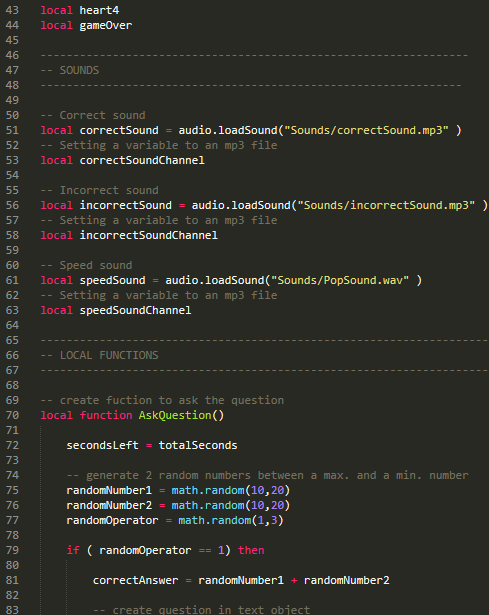 43 local heart4
44 local gameOver
45
46 -----------------------------------------------------------------
47 -- SOUNDS
48 ----------------------------------------------------------------
49
50 -- Correct sound
51 local correctSound = audio.loadSound("Sounds/correctSound.mp3" )
52 -- Setting a variable to an mp3 file
53 local correctSoundChannel
54
55 -- Incorrect sound
56 local incorrectSound = audio.loadSound("Sounds/incorrectSound.mp3" )
57 -- Setting a variable to an mp3 file
58 local incorrectSoundChannel
59
60 -- Speed sound
61 local speedSound = audio.loadSound("Sounds/PopSound.wav" )
62 -- Setting a variable to an mp3 file
63 local speedSoundChannel
64
65 --------------------------------------------------------------------
66 -- LOCAL FUNCTIONS
67 --------------------------------------------------------------------
68
69 -- create fuction to ask the question
70 local function AskQuestion()
71
72 secondsLeft = totalSeconds
73
74 -- generate 2 random numbers between a max. and a min. number
75 randomNumber1 = math.random(10,20)
76 randomNumber2 = math.random(10,20)
77 randomOperator = math.random(1,3)
78
79 if ( randomOperator == 1) then
80
81 correctAnswer = randomNumber1 + randomNumber2
82
83 -- create question in text object